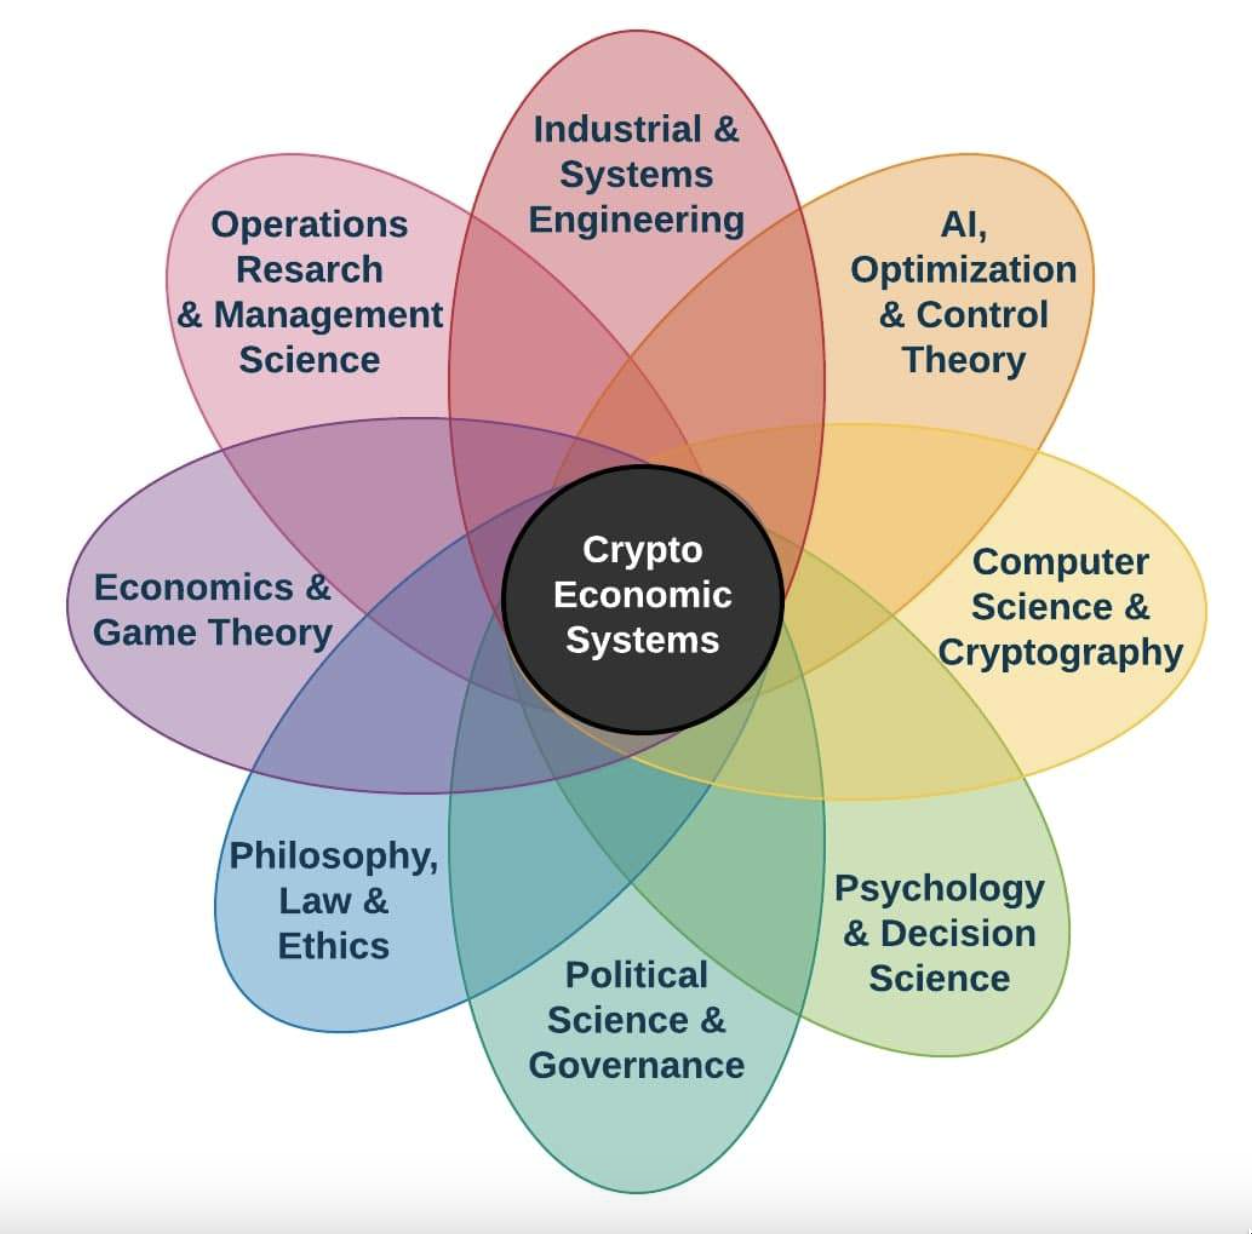 Industrial &
Systems
Engineering
AI,
Optimization
& Control
Theory
Computer
Science &
Cryptography
Psychology
& Decision
Science
Political
Science &
Governance
Philosophy,
Law &
Ethics
Economics &
Game Theory
Operations
Resarch
& Management
Science
Crypto
Economic
Systems